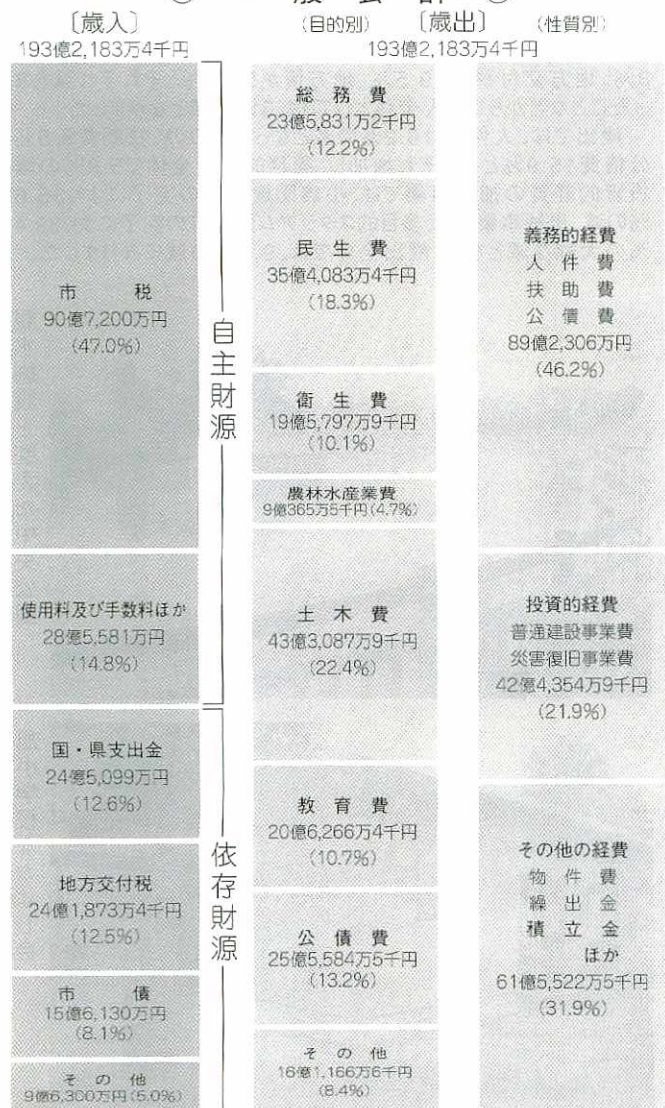 般 会 計
〔歳入〕
193億2,183万4千円
(目的別) 〔歳出〕 (性質別)
193億2,183万4千円
市 税
90億7,200万円
(47.0%)
使用料及び手数料ほか
28億5,581万円
(14.8%)
自主財源
国・県支出金
24億5,099万円
(12.6%)
地方交付税
24億1,873万4千円
(12.5%)
市 債
15億6,130万円
(8.1%)
そ の 他
9億6,300万円(5.0%)
依存財源
総 務 費
23億5,831万2千円
(12.2%)
民 生 費
35億4,083万4千円
(18.3%)
衛 生 費
19億5,797万9千円
(10.1%)
農林水産業費
9億365万5千円(4.7%)
土 木 費
43億3,087万9千円
(22.4%)
教 育 費
20億6,266万4千円
(10.7%)
公 債 費
25億5,584万5千円
(13.2%)
そ の 他
16億1,166万6千円
(8.4%)
義務的経費
人 件 費
扶 助 費
公 債 費
89億2,306万円
(46.2%)
投資的経費
普通建設事業費
災害復旧事業費
42億4,354万9千円
(21.9%)
その他の経費
物 件 費
繰 出 金
積 立 金
ほか
61億5,522万5千円
(31.9%)